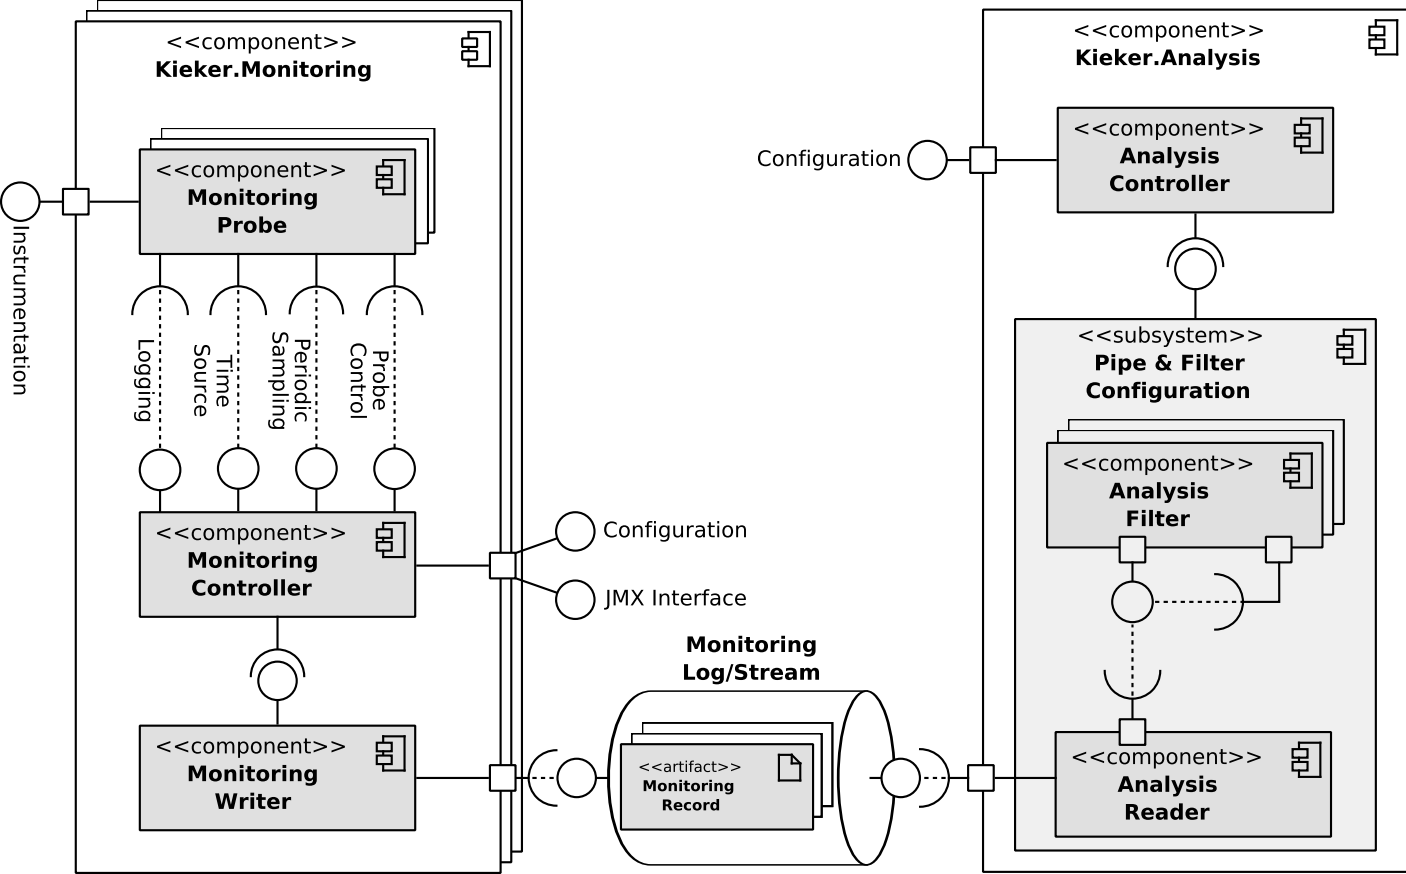 <<component>>
Kieker.Monitoring
<<component>>
Monitoring
Probe
Instrumentation
Logging
Time
Source
Periodic
Sampling
Probe
Control
<<component>>
Monitoring
Controller
Configuration
JMX Interface
<<component>>
Monitoring
Writer
Monitoring
Log/Stream
<<artifact>>
Monitoring
Record
<<component>>
Kieker.Analysis
Configuration
<<component>>
Analysis
Controller
<<subsystem>>
Pipe & Filter
Configuration
<<component>>
Analysis
Filter
<<component>>
Analysis
Reader